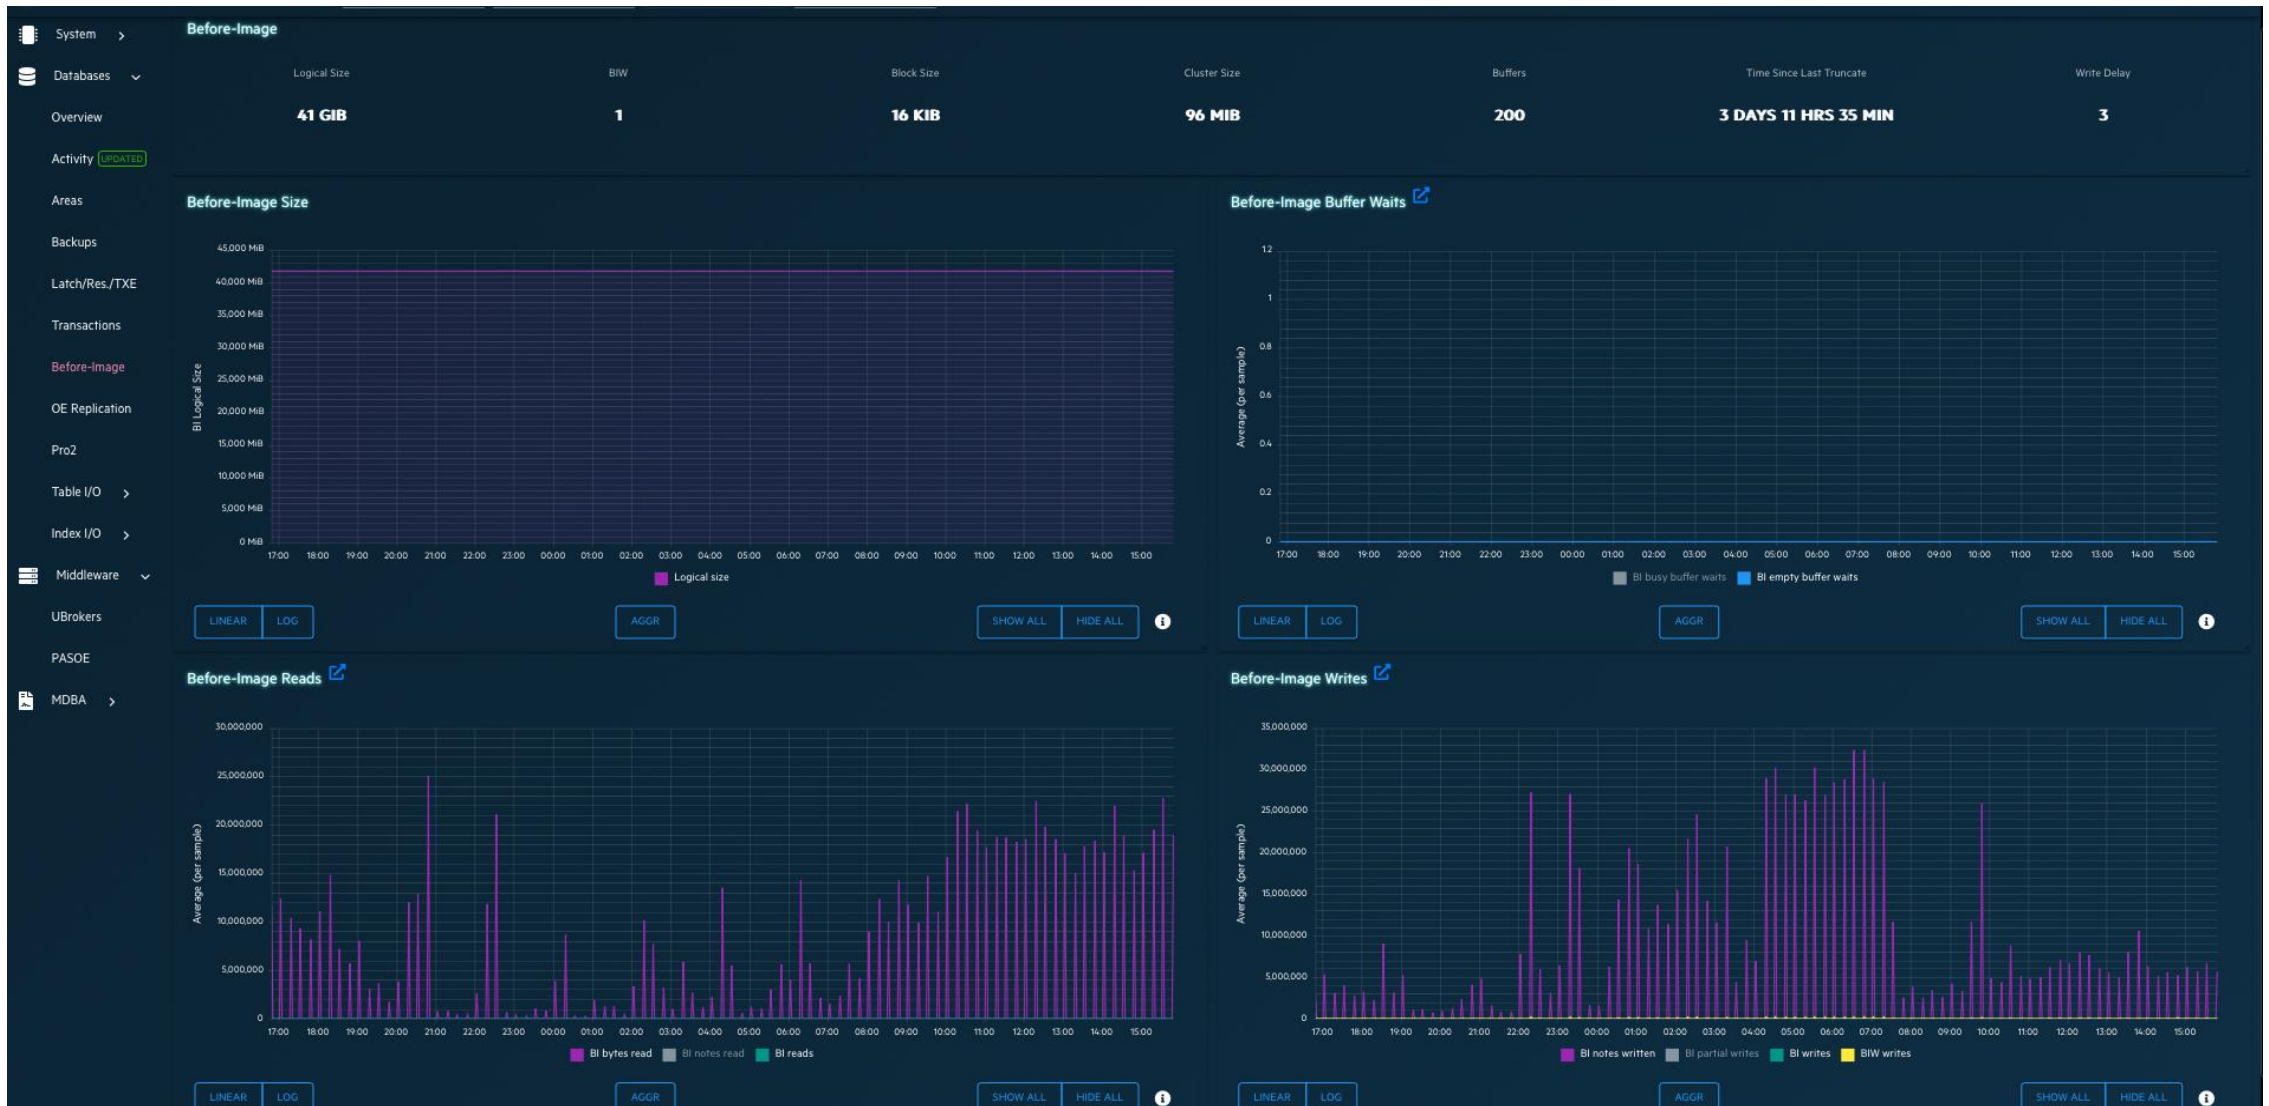 System
Databases
Overview
Activity UPDATED
Areas
Backups
Latch/Res./TXE
Transactions
Before-Image
OE Replication
Pro2
Table I/O
Index I/O
Middleware
UBrokers
PASOE
MDBA
Before-Image
Logical Size BIW Block Size Cluster Size Buffers Time Since Last Truncate Write Delay
41 GIB 1 16 KIB 96 MIB 200 3 DAYS 11 HRS 35 MIN 3
Before-Image Size
BI Logical Size
45,000 MiB
40,000 MiB
35,000 MiB
30,000 MiB
25,000 MiB
20,000 MiB
15,000 MiB
10,000 MiB
5,000 MiB
0 MiB
17:00 18:00 19:00 20:00 21:00 22:00 23:00 00:00 01:00 02:00 03:00 04:00 05:00 06:00 07:00 08:00 09:00 10:00 11:00 12:00 13:00 14:00 15:00
Logical size
LINEAR LOG AGGR SHOW ALL HIDE ALL
Before-Image Buffer Waits
Average (per sample)
1.2
1
0.8
0.6
0.4
0.2
0
17:00 18:00 19:00 20:00 21:00 22:00 23:00 00:00 01:00 02:00 03:00 04:00 05:00 06:00 07:00 08:00 09:00 10:00 11:00 12:00 13:00 14:00 15:00
BI busy buffer waits BI empty buffer waits
LINEAR LOG AGGR SHOW ALL HIDE ALL
Before-Image Reads
Average (per sample)
30,000,000
25,000,000
20,000,000
15,000,000
10,000,000
5,000,000
0
17:00 18:00 19:00 20:00 21:00 22:00 23:00 00:00 01:00 02:00 03:00 04:00 05:00 06:00 07:00 08:00 09:00 10:00 11:00 12:00 13:00 14:00 15:00
BI bytes read BI notes read BI reads
LINEAR LOG AGGR SHOW ALL HIDE ALL
Before-Image Writes
Average (per sample)
35,000,000
30,000,000
25,000,000
20,000,000
15,000,000
10,000,000
5,000,000
0
17:00 18:00 19:00 20:00 21:00 22:00 23:00 00:00 01:00 02:00 03:00 04:00 05:00 06:00 07:00 08:00 09:00 10:00 11:00 12:00 13:00 14:00 15:00
BI notes written BI partial writes BI writes BIW writes
LINEAR LOG AGGR SHOW ALL HIDE ALL